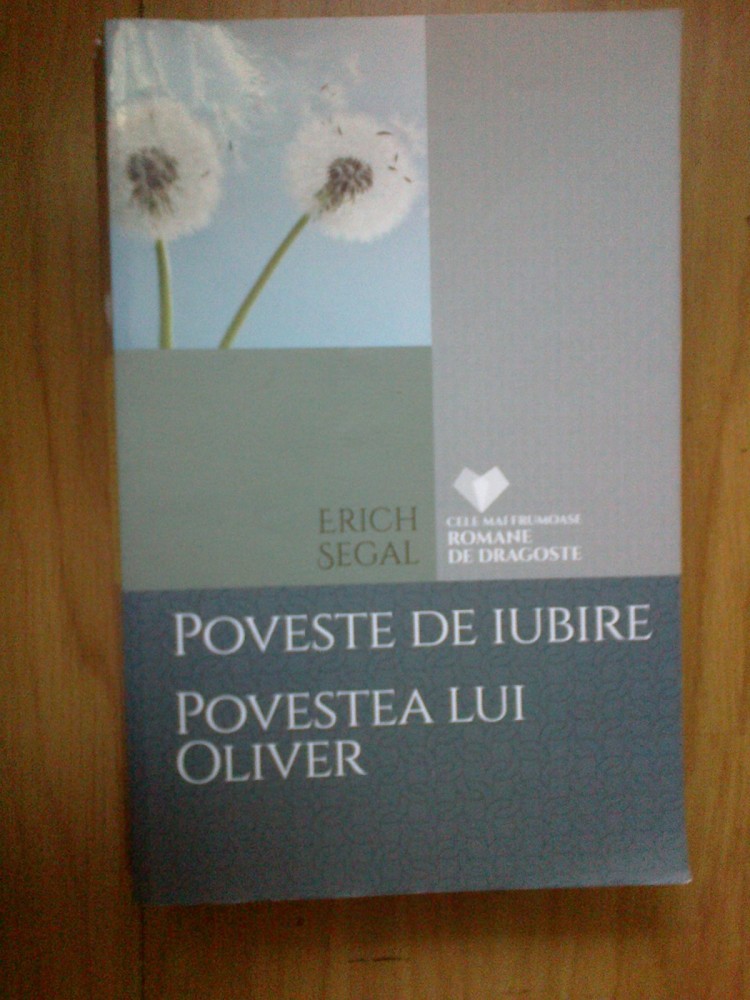 ERICH
SEGAL
CELE MAI FRUMOASE
ROMANE
DE DRAGOSTE
POVESTE DE IUBIRE
POVESTEA LUI
OLIVER